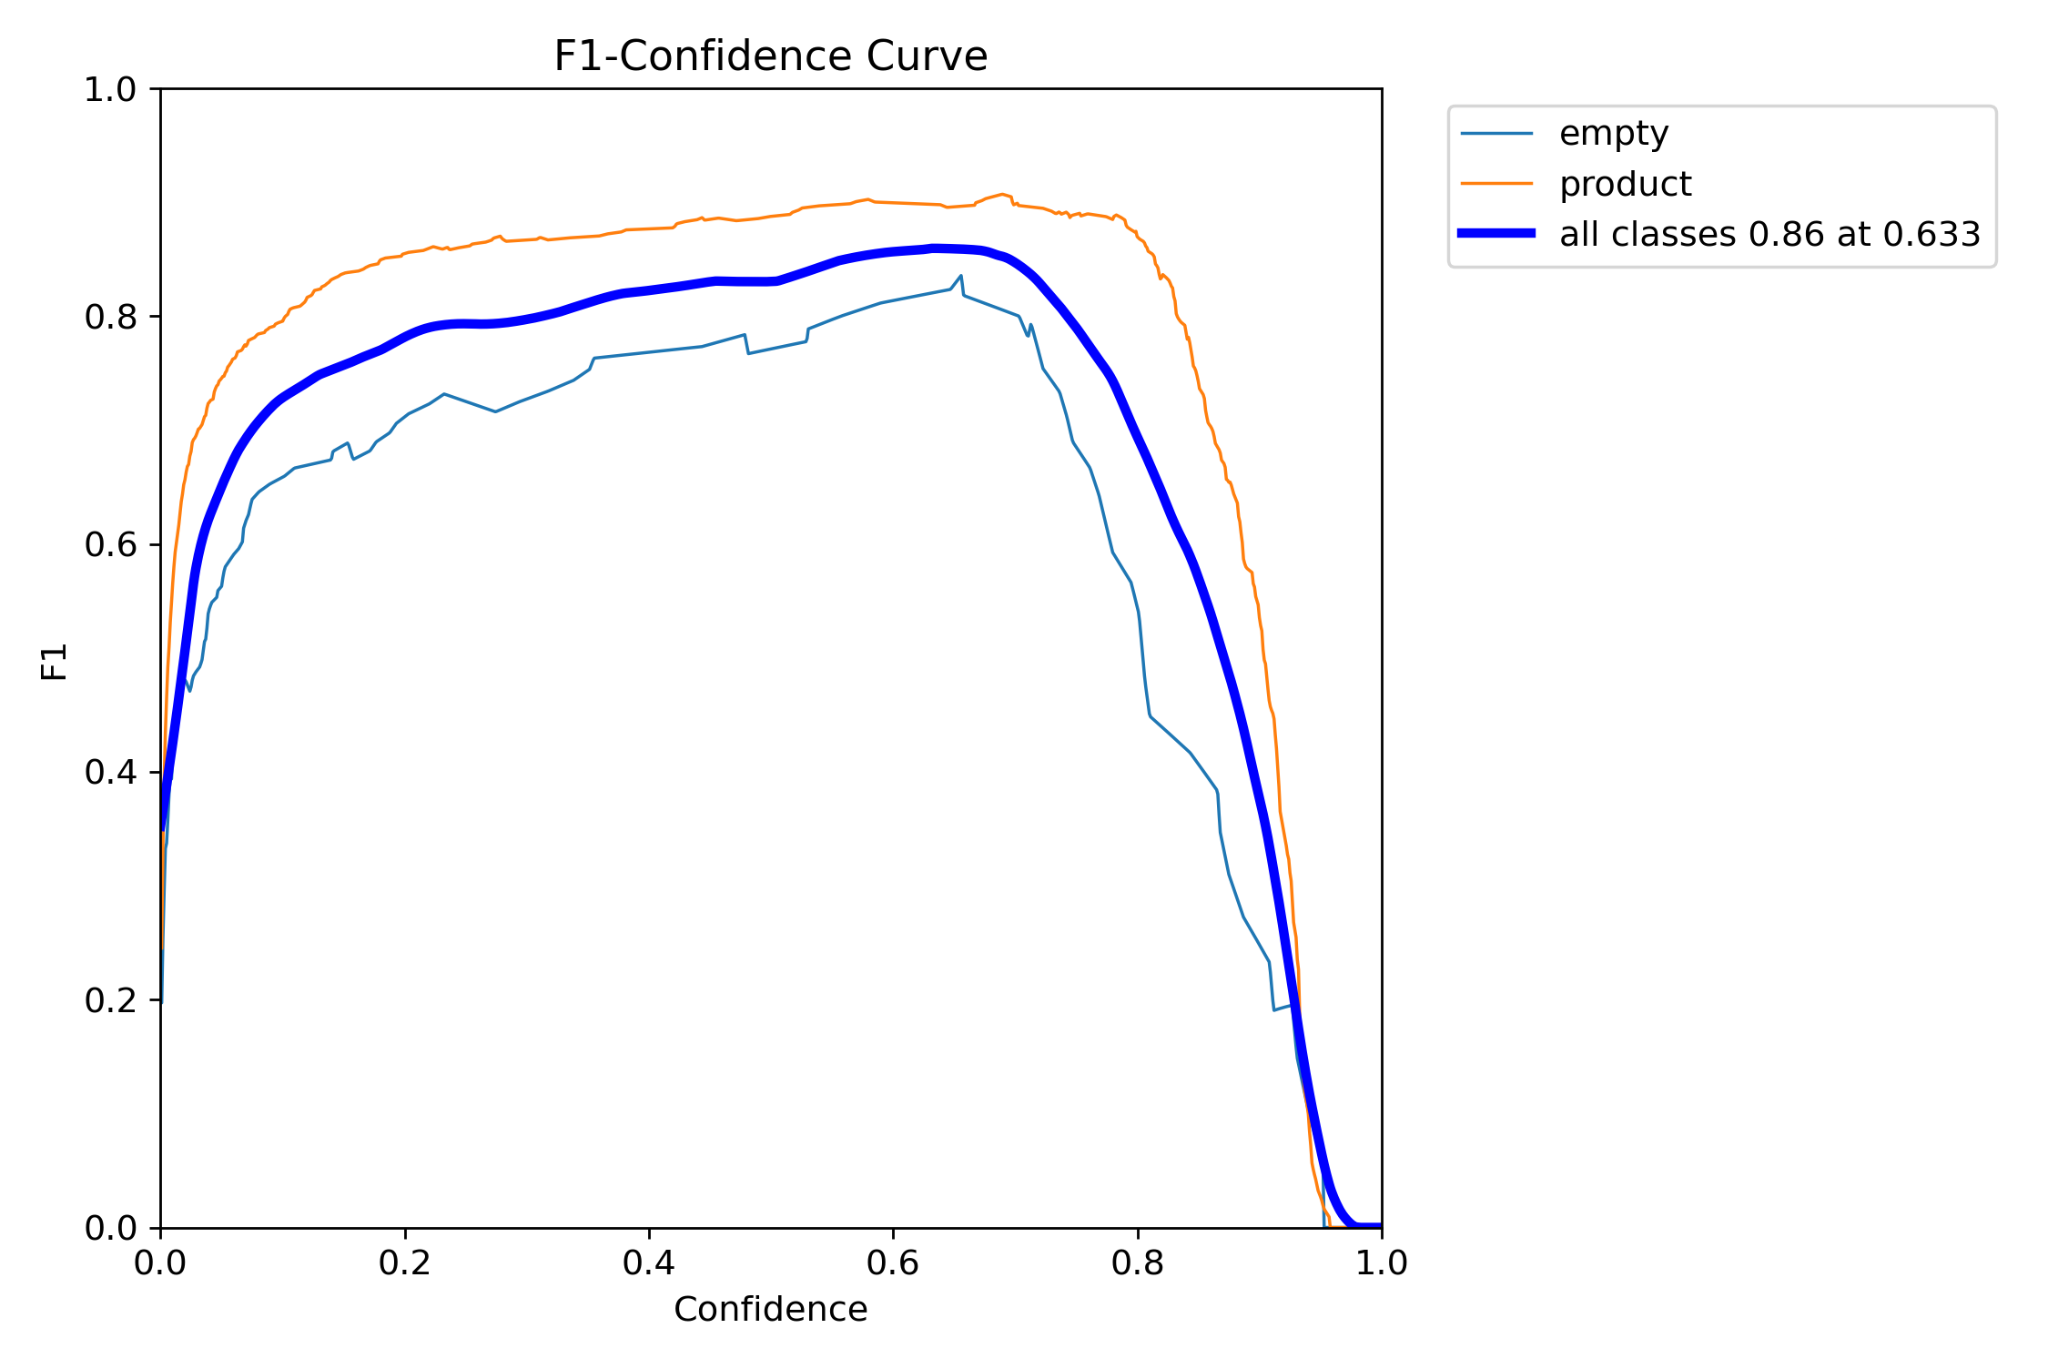 F1-Confidence Curve
1.0
0.8
0.6
0.4
0.2
0.0
F1
0.0 0.2 0.4 0.6 0.8 1.0
Confidence
empty
product
all classes 0.86 at 0.633